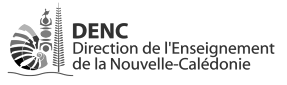 DENC
Direction de l'Enseignement
de la Nouvelle-Calédonie